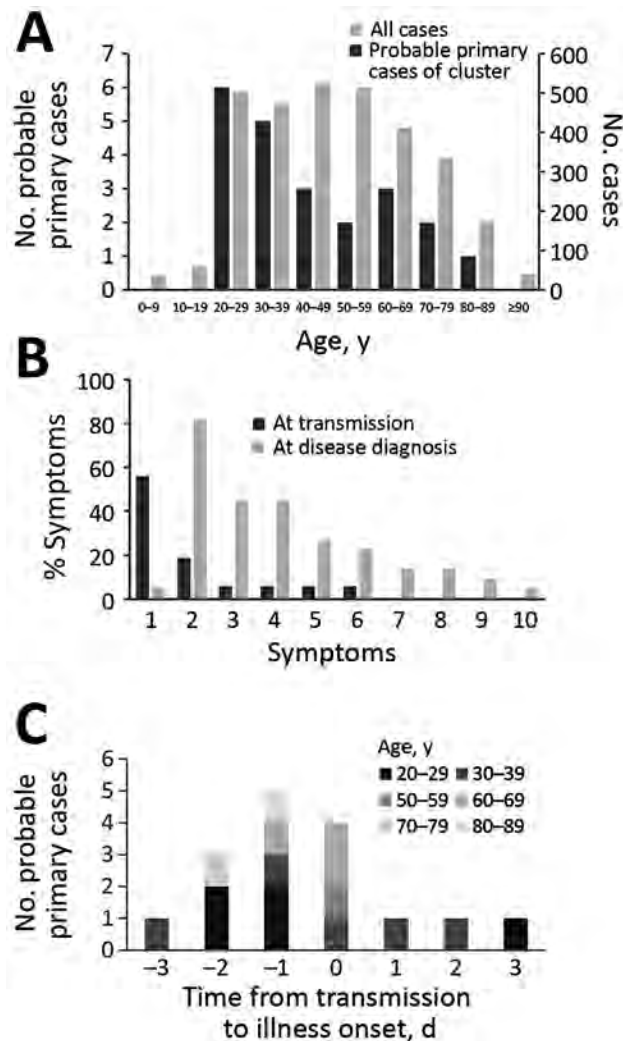 A
All cases
Probable primary
cases of cluster
No. probable
primary cases
7
6
5
4
3
2
1
0
600
500
400
300
200
100
0
No. cases
0–9 10–19 20–29 30–39 40–49 50–59 60–69 70–79 80–89 ≥90
Age, y
B
At transmission
At disease diagnosis
% Symptoms
100
80
60
40
20
0
1 2 3 4 5 6 7 8 9 10
Symptoms
C
Age, y
20–29 30–39
50–59 60–69
70–79 80–89
No. probable
primary cases
6
5
4
3
2
1
0
–3 –2 –1 0 1 2 3
Time from transmission
to illness onset, d